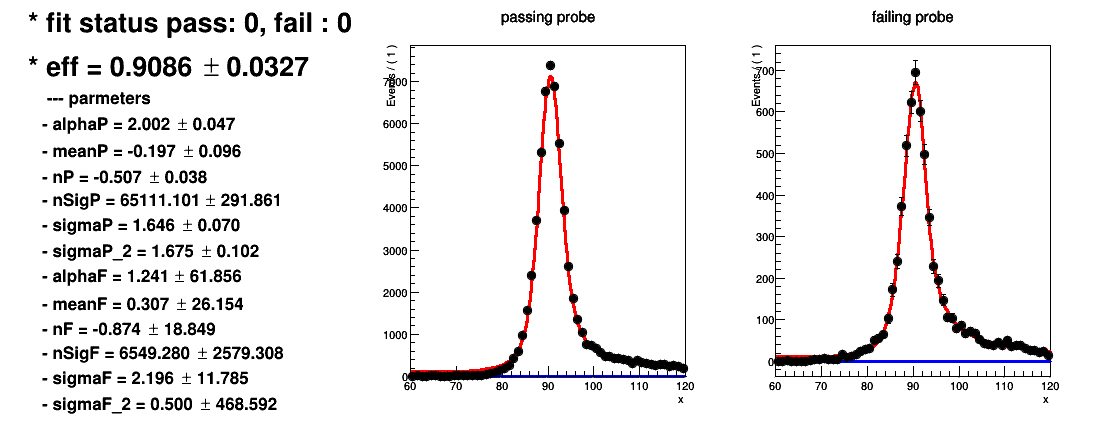 * fit status pass: 0, fail : 0
* eff = 0.9086 ± 0.0327
--- parmeters
- alphaP = 2.002 ± 0.047
- meanP = -0.197 ± 0.096
- nP = -0.507 ± 0.038
- nSigP = 65111.101 ± 291.861
- sigmaP = 1.646 ± 0.070
- sigmaP_2 = 1.675 ± 0.102
- alphaF = 1.241 ± 61.856
- meanF = 0.307 ± 26.154
- nF = -0.874 ± 18.849
- nSigF = 6549.280 ± 2579.308
- sigmaF = 2.196 ± 11.785
- sigmaF_2 = 0.500 ± 468.592
passing probe
Events / ( 1 )
7000
6000
5000
4000
3000
2000
1000
0
60 70 80 90 100 110 120
x
failing probe
Events / ( 1 )
700
600
500
400
300
200
100
0
60 70 80 90 100 110 120
x